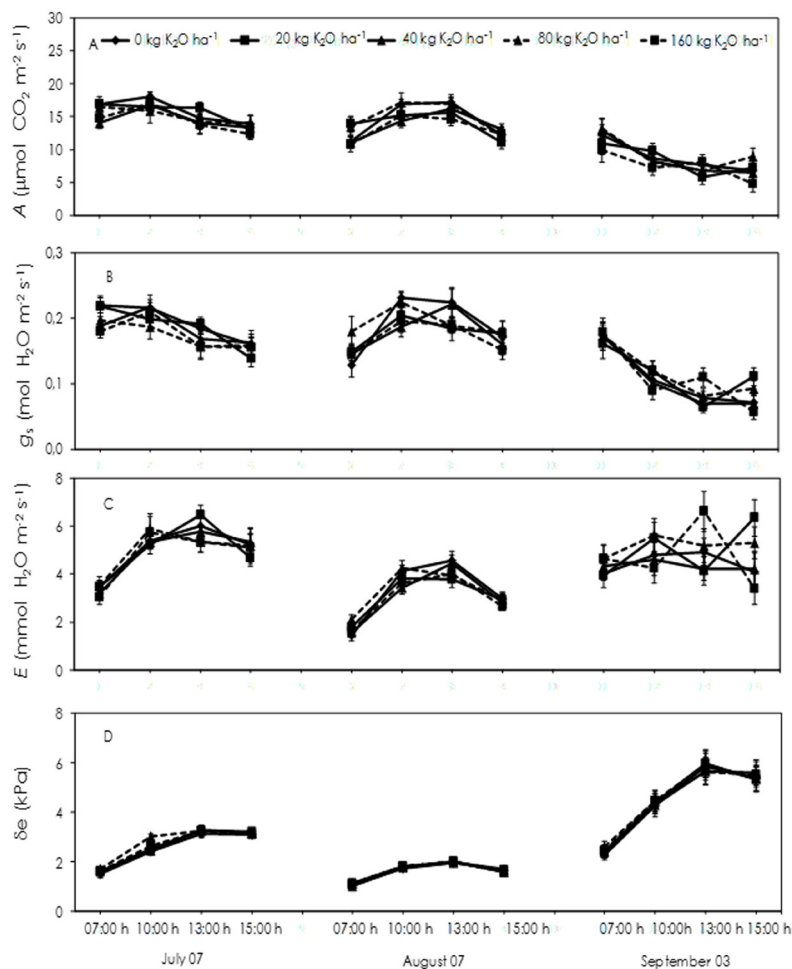 A
0 kg K₂O ha⁻¹ 20 kg K₂O ha⁻¹ 40 kg K₂O ha⁻¹ 80 kg K₂O ha⁻¹ 160 kg K₂O ha⁻¹
A (µmol CO₂ m⁻² s⁻¹)
30
25
20
15
10
5
0
B
gₛ (mol H₂O m⁻² s⁻¹)
0,3
0,2
0,1
0,0
C
E (mmol H₂O m⁻² s⁻¹)
8
6
4
2
0
D
δe (kPa)
8
6
4
2
0
07:00 h 10:00 h 13:00 h 15:00 h 07:00 h 10:00 h 13:00 h 15:00 h 07:00 h 10:00 h 13:00 h 15:00 h
July 07 August 07 September 03